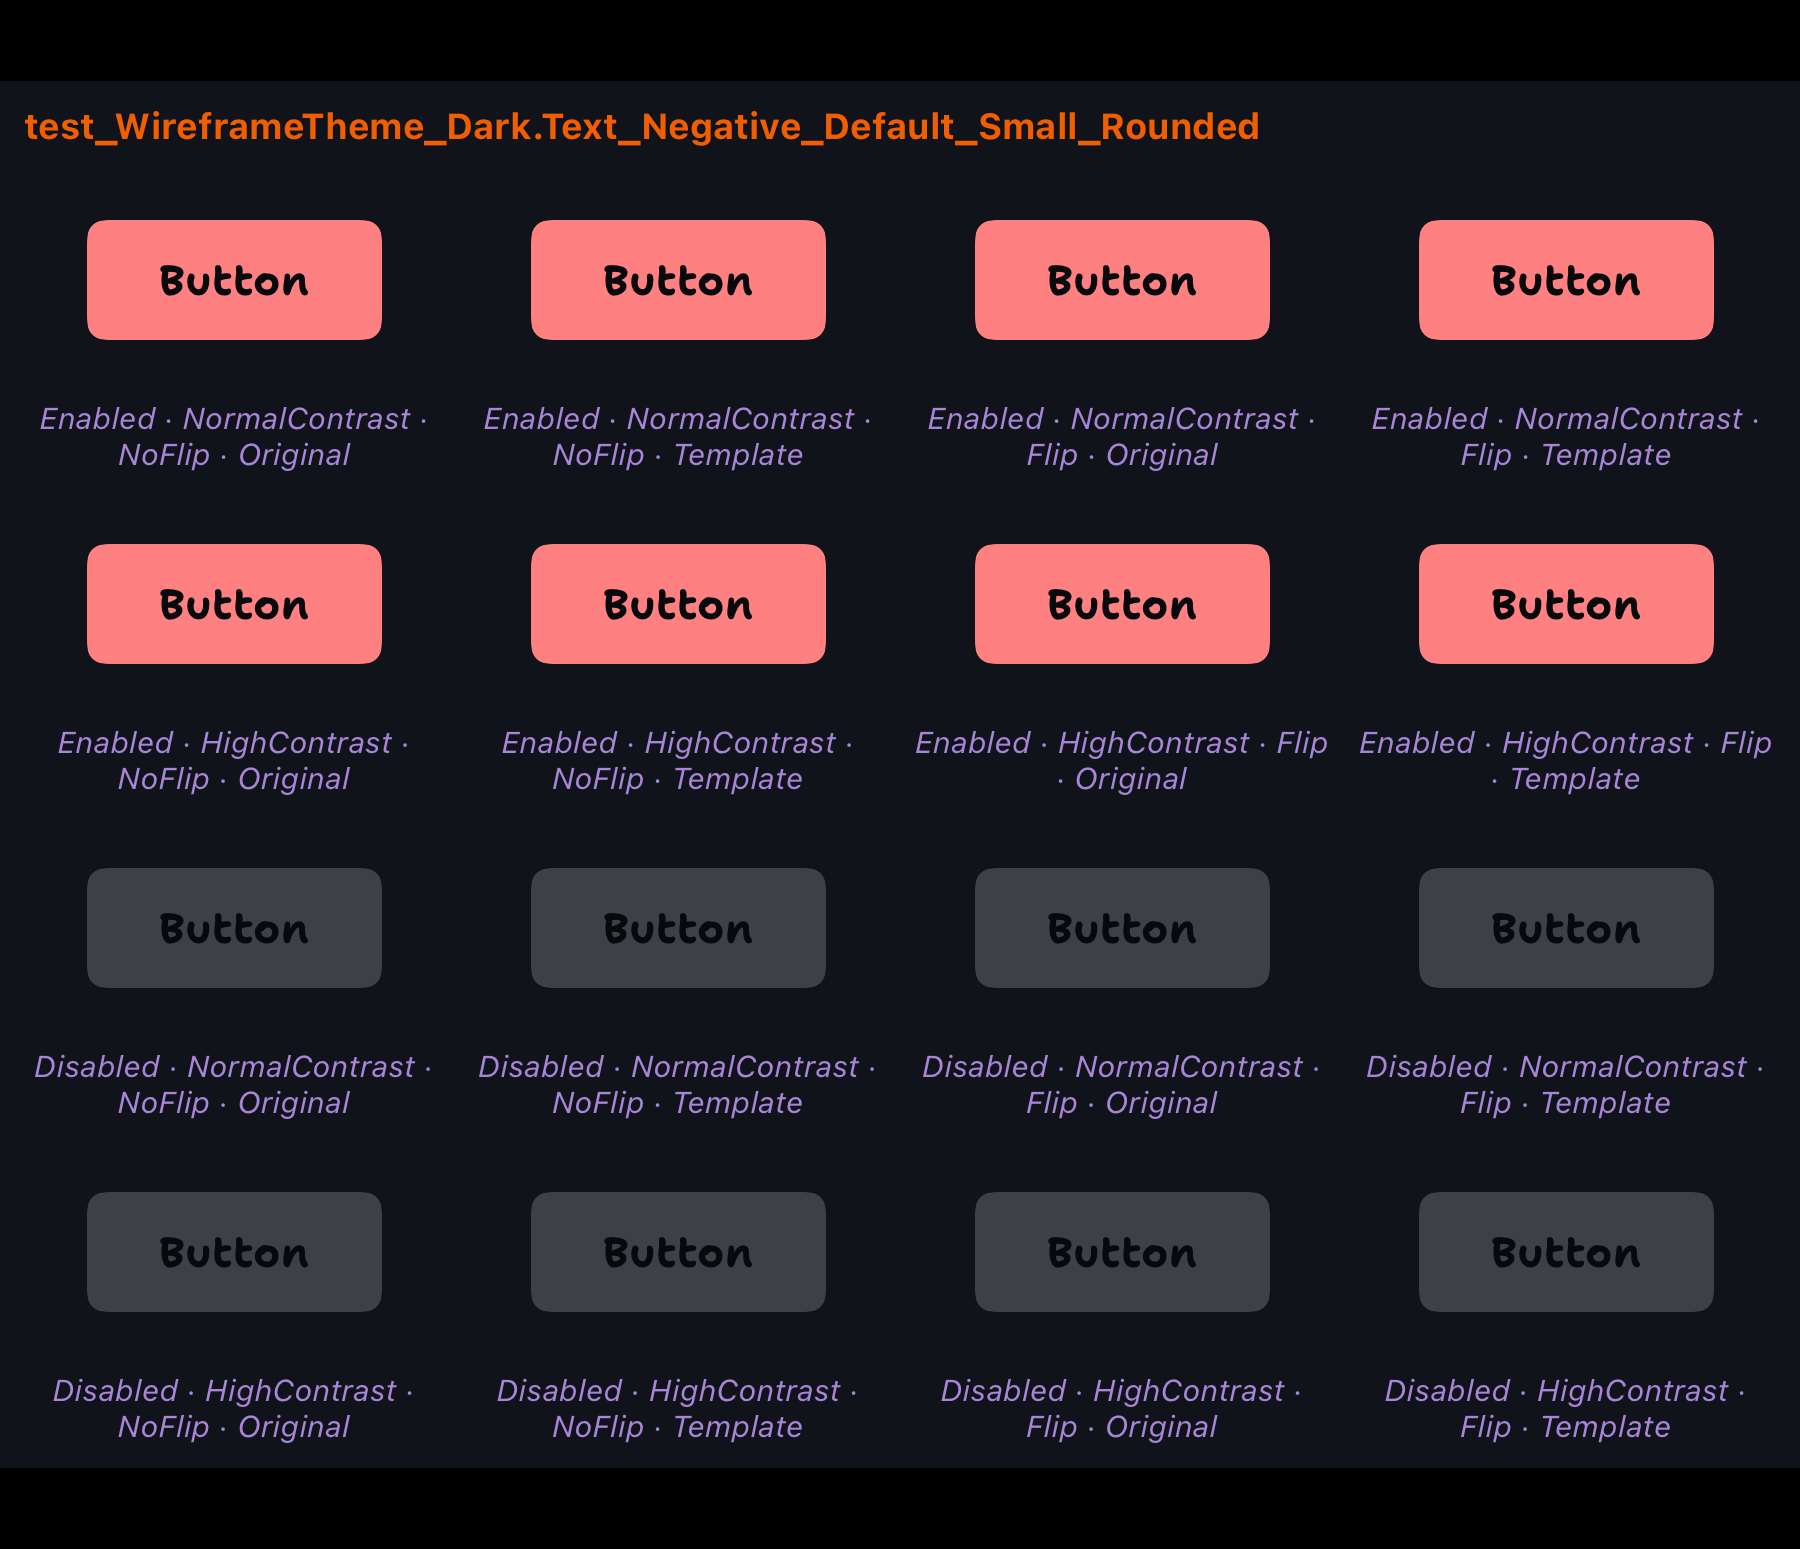 test_WireframeTheme_Dark.Text_Negative_Default_Small_Rounded
Button Button Button Button
Enabled · NormalContrast ·
NoFlip · Original
Enabled · NormalContrast ·
NoFlip · Template
Enabled · NormalContrast ·
Flip · Original
Enabled · NormalContrast ·
Flip · Template
Button Button Button Button
Enabled · HighContrast ·
NoFlip · Original
Enabled · HighContrast ·
NoFlip · Template
Enabled · HighContrast · Flip
· Original
Enabled · HighContrast · Flip
· Template
Button Button Button Button
Disabled · NormalContrast ·
NoFlip · Original
Disabled · NormalContrast ·
NoFlip · Template
Disabled · NormalContrast ·
Flip · Original
Disabled · NormalContrast ·
Flip · Template
Button Button Button Button
Disabled · HighContrast ·
NoFlip · Original
Disabled · HighContrast ·
NoFlip · Template
Disabled · HighContrast ·
Flip · Original
Disabled · HighContrast ·
Flip · Template